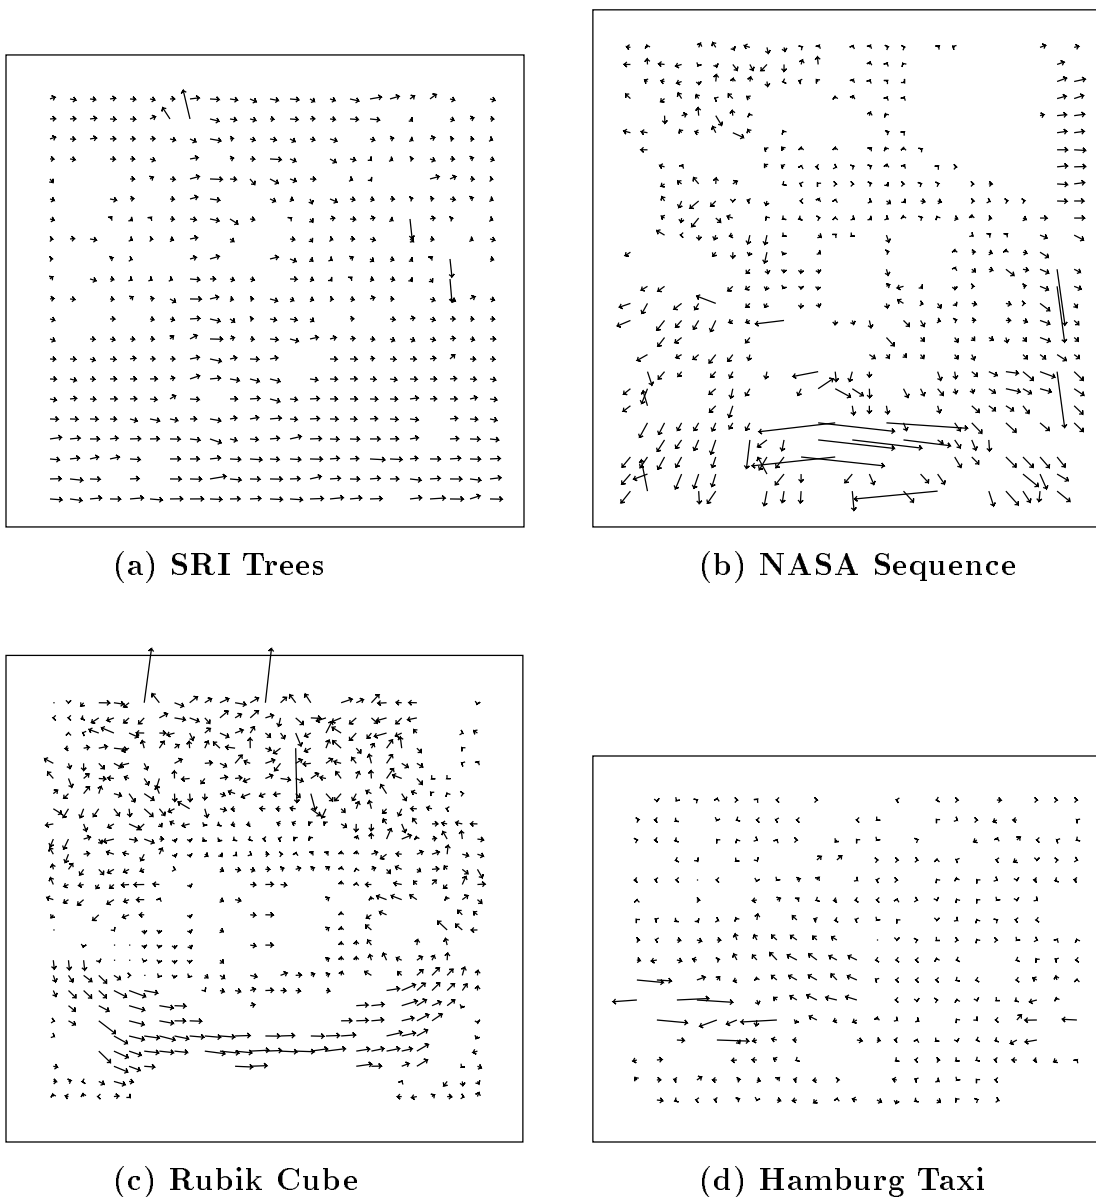 (a) SRI Trees
(b) NASA Sequence
(c) Rubik Cube
(d) Hamburg Taxi